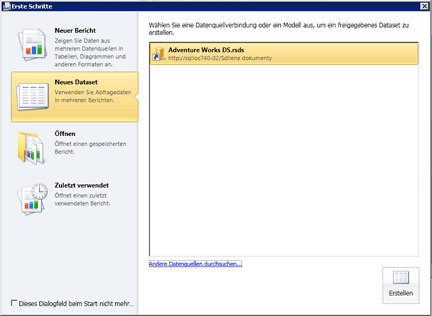 Erste Schritte
Neuer Bericht
Zeigen Sie Daten aus
mehreren Datenquellen in
Tabellen, Diagrammen und
anderen Formaten an.
Neues Dataset
Verwenden Sie Abfragedaten
in mehreren Berichten.
Öffnen
Öffnet einen gespeicherten
Bericht.
Zuletzt verwendet
Öffnet einen zuletzt
verwendeten Bericht.
Dieses Dialogfeld beim Start nicht mehr...
Wählen Sie eine Datenquellverbindung oder ein Modell aus, um ein freigegebenes Dataset zu
erstellen.
Adventure Works DS.rsds
http://sqlloc740-02/Sdilene dokumenty
Andere Datenquellen durchsuchen...
Erstellen